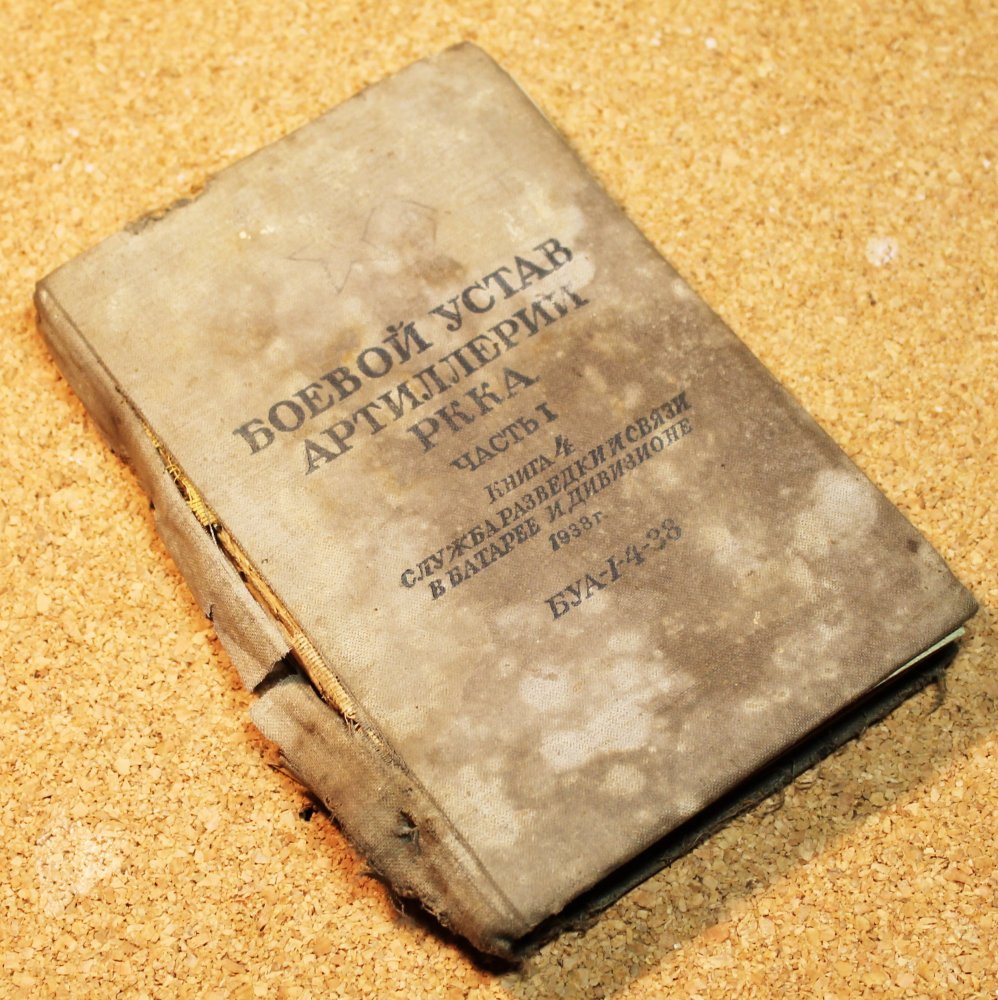 БОЕВОЙ УСТАВ
АРТИЛЛЕРИИ
РККА
ЧАСТЬ I
КНИГА 4
СЛУЖБА РАЗВЕДКИ И СВЯЗИ
В БАТАРЕЕ И ДИВИЗИОНЕ
1938 г.
БУА-I-4-38